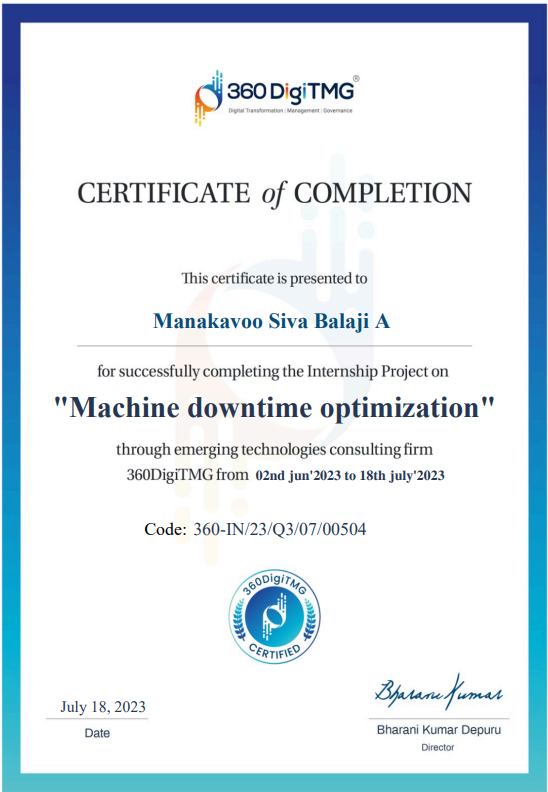 360 DigiTMG®
Digital Transformation | Management | Governance
CERTIFICATE of COMPLETION
This certificate is presented to
Manakavoo Siva Balaji A
for successfully completing the Internship Project on
"Machine downtime optimization"
through emerging technologies consulting firm
360DigiTMG from 02nd jun'2023 to 18th july'2023
Code: 360-IN/23/Q3/07/00504
360DigiTMG
CERTIFIED
Bharani Kumar
July 18, 2023
Bharani Kumar Depuru
Date
Director